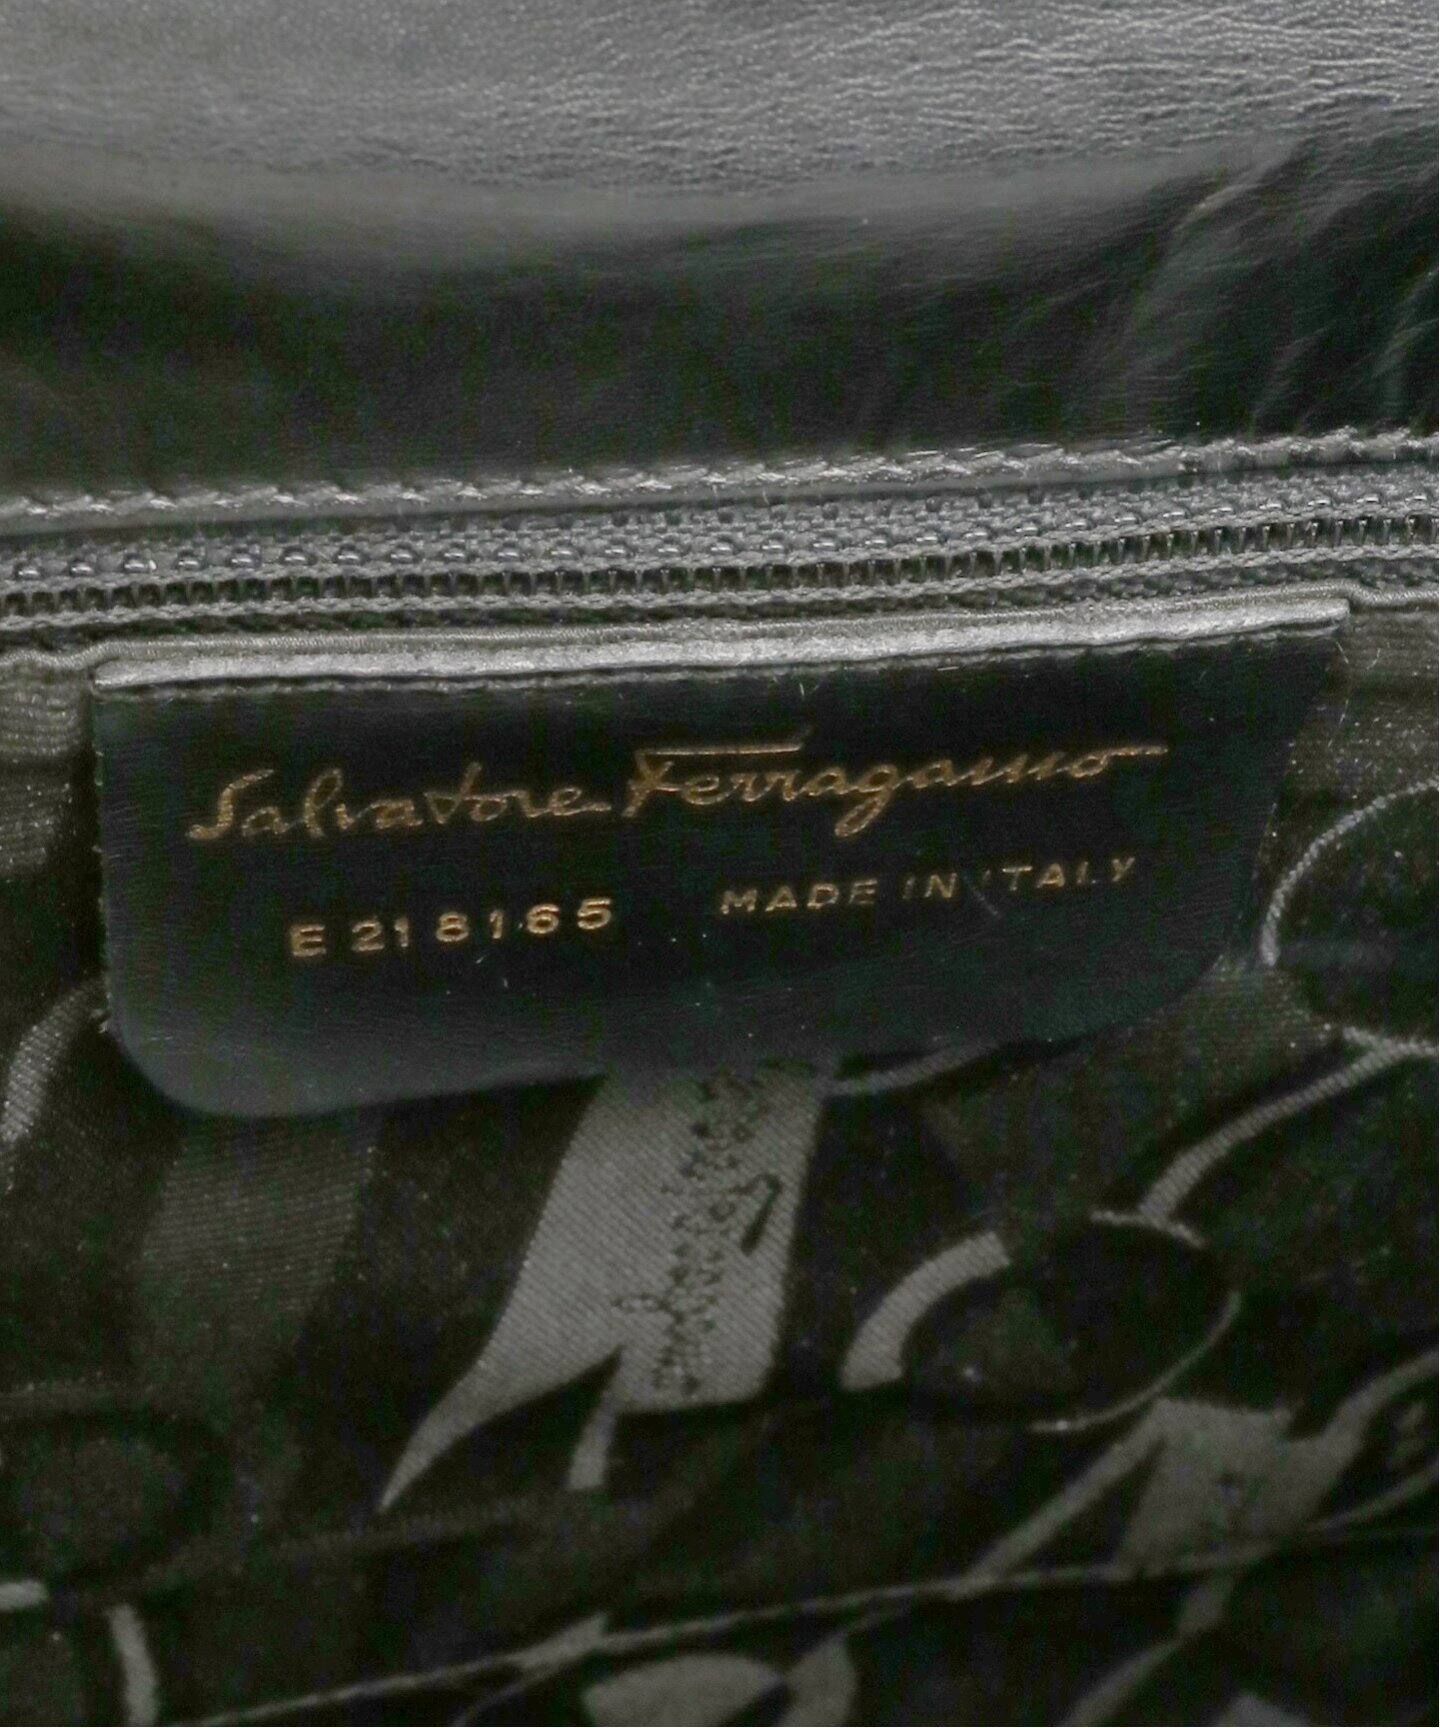 Salvatore Ferragamo
E 21 8165 MADE IN ITALY